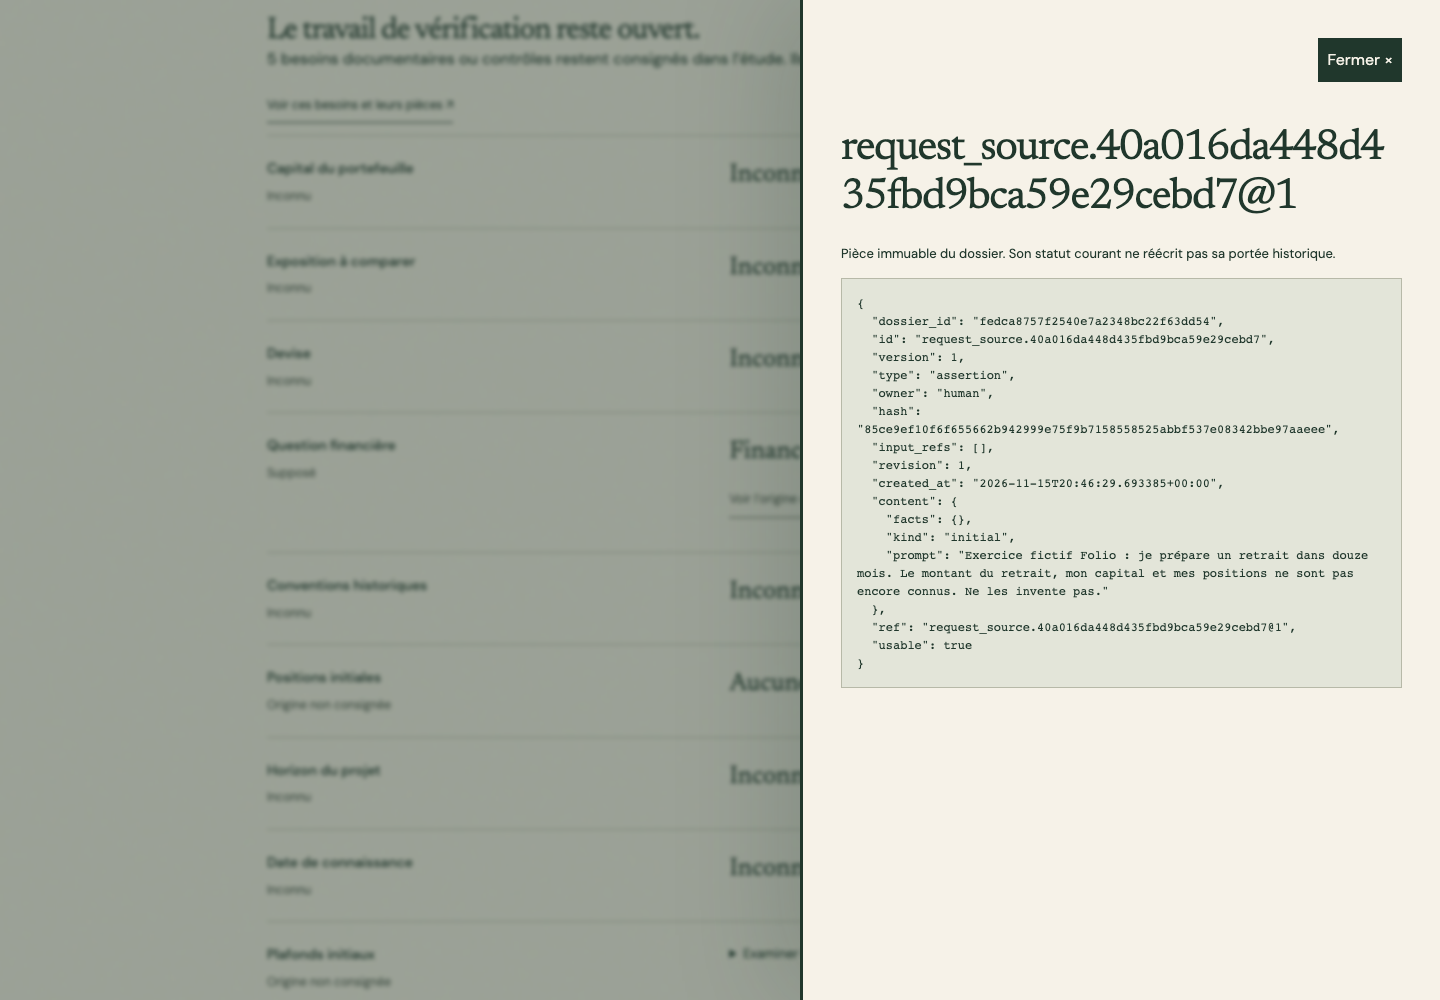 Le travail de vérification reste ouvert.
5 besoins documentaires ou contrôles restent consignés dans l'étude.
Voir ces besoins et leurs pièces
Capital du portefeuille
Inconnu
Exposition à comparer
Inconnu
Devise
Inconnu
Question financière
Supposé
Voir l'origine
Conventions historiques
Inconnu
Positions initiales
Origine non consignée
Horizon du projet
Inconnu
Date de connaissance
Inconnu
Plafonds initiaux
▶ Examiner
Origine non consignée
Fermer ×
request_source.40a016da448d4
35fbd9bca59e29cebd7@1
Pièce immuable du dossier. Son statut courant ne réécrit pas sa portée historique.
{
"dossier_id": "fedca8757f2540e7a2348bc22f63dd54",
"id": "request_source.40a016da448d435fbd9bca59e29cebd7",
"version": 1,
"type": "assertion",
"owner": "human",
"hash":
"85ce9ef10f6f655662b942999e75f9b7158558525abbf537e08342bbe97aaeee",
"input_refs": [],
"revision": 1,
"created_at": "2026-11-15T20:46:29.693385+00:00",
"content": {
"facts": {},
"kind": "initial",
"prompt": "Exercice fictif Folio : je prépare un retrait dans douze
mois. Le montant du retrait, mon capital et mes positions ne sont pas
encore connus. Ne les invente pas."
},
"ref": "request_source.40a016da448d435fbd9bca59e29cebd7@1",
"usable": true
}